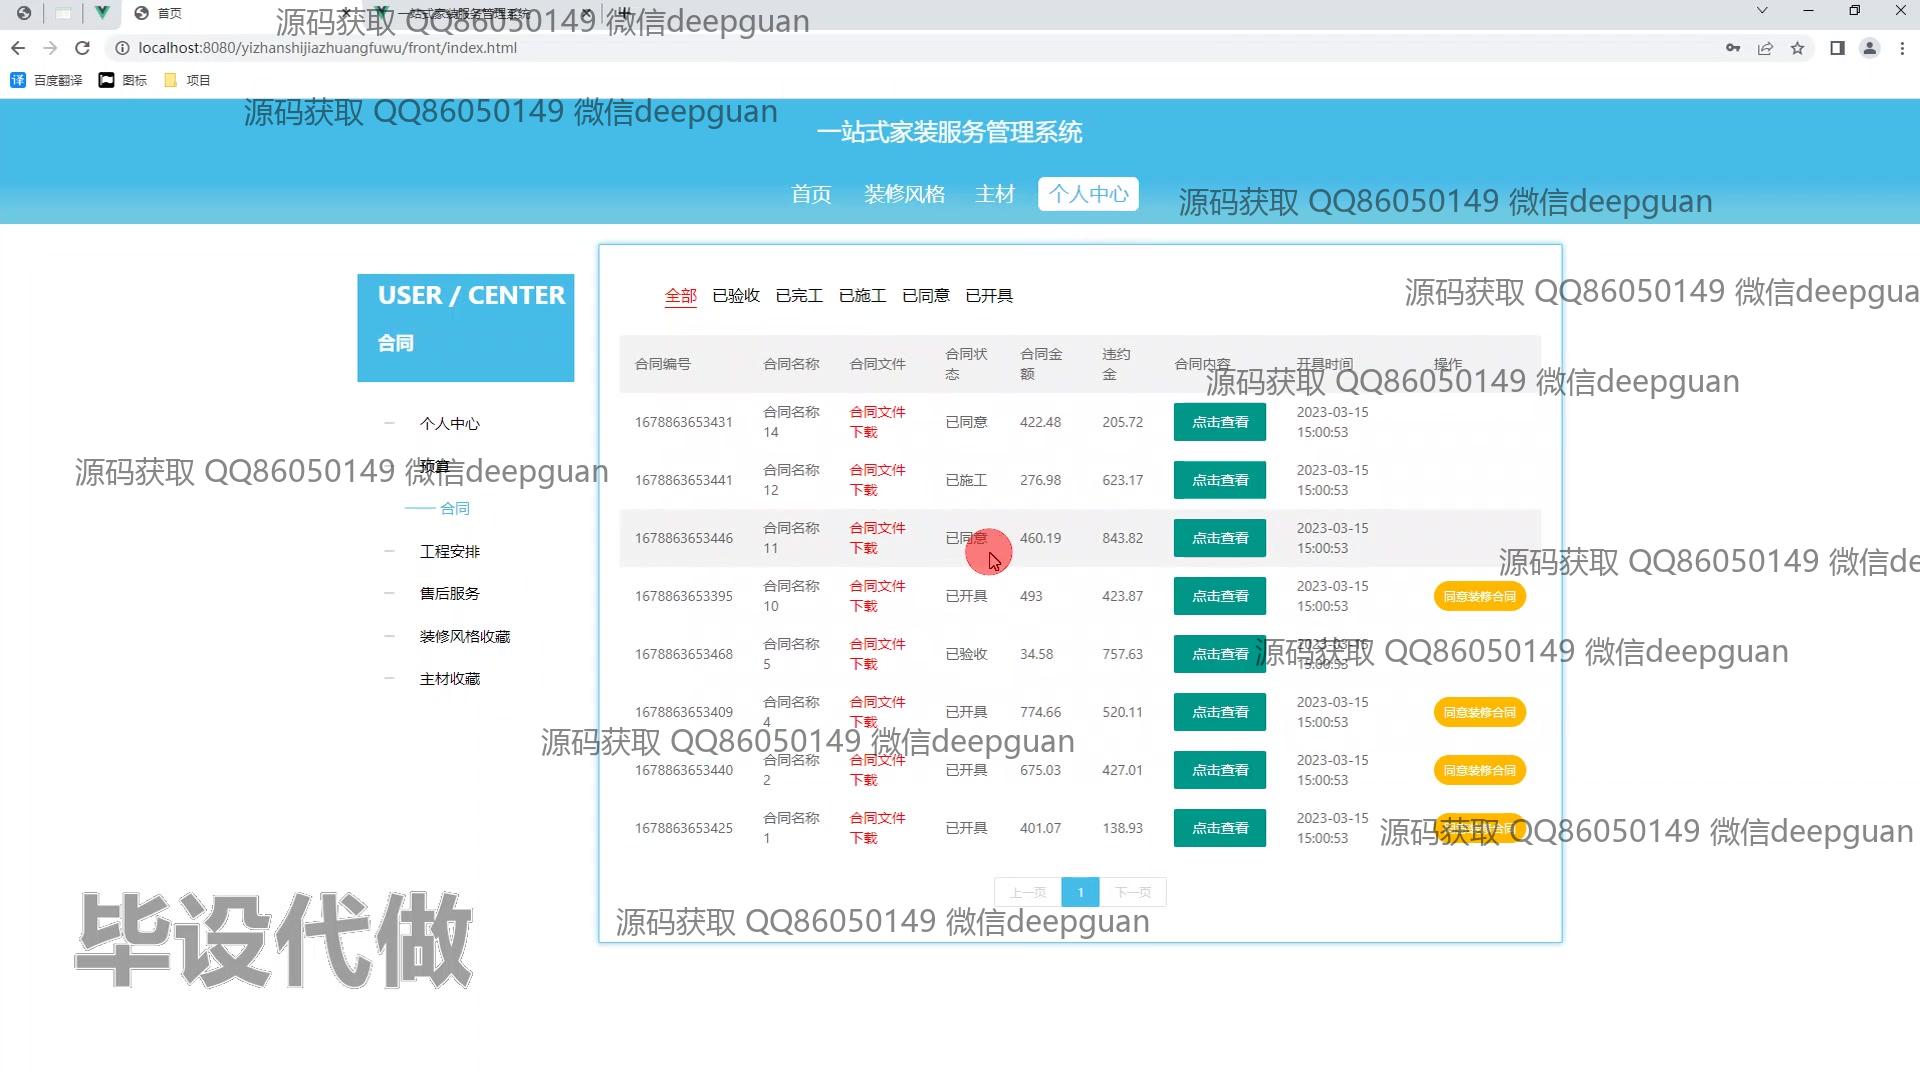 首页
一站式家装服务管理系统
源码获取 QQ86050149 微信deepguan
localhost:8080/yizhanshijiazhuangfuwu/front/index.html
百度翻译 图标 项目
源码获取 QQ86050149 微信deepguan
一站式家装服务管理系统
首页 装修风格 主材 个人中心
源码获取 QQ86050149 微信deepguan
USER / CENTER
合同
全部 已验收 已完工 已施工 已同意 已开具
源码获取 QQ86050149 微信deepgua
合同编号 合同名称 合同文件 合同状态 合同金额 违约金 合同内容 开具时间 操作
源码获取 QQ86050149 微信deepguan
1678863653431 合同名称14 合同文件下载 已同意 422.48 205.72 点击查看 2023-03-15 15:00:53
个人中心
预算
源码获取 QQ86050149 微信deepguan
1678863653441 合同名称12 合同文件下载 已施工 276.98 623.17 点击查看 2023-03-15 15:00:53
合同
1678863653446 合同名称11 合同文件下载 已同意 460.19 843.82 点击查看 2023-03-15 15:00:53
工程安排
源码获取 QQ86050149 微信de
售后服务
1678863653395 合同名称10 合同文件下载 已开具 493 423.87 点击查看 2023-03-15 15:00:53 同意装修合同
装修风格收藏
1678863653468 合同名称5 合同文件下载 已验收 34.58 757.63 点击查看 2023-03-15 15:00:53
源码获取 QQ86050149 微信deepguan
主材收藏
1678863653409 合同名称4 合同文件下载 已开具 774.66 520.11 点击查看 2023-03-15 15:00:53 同意装修合同
源码获取 QQ86050149 微信deepguan
1678863653440 合同名称2 合同文件下载 已开具 675.03 427.01 点击查看 2023-03-15 15:00:53 同意装修合同
1678863653425 合同名称1 合同文件下载 已开具 401.07 138.93 点击查看 2023-03-15 15:00:53 同意装修合同
源码获取 QQ86050149 微信deepguan
上一页 1 下一页
源码获取 QQ86050149 微信deepguan
毕设代做